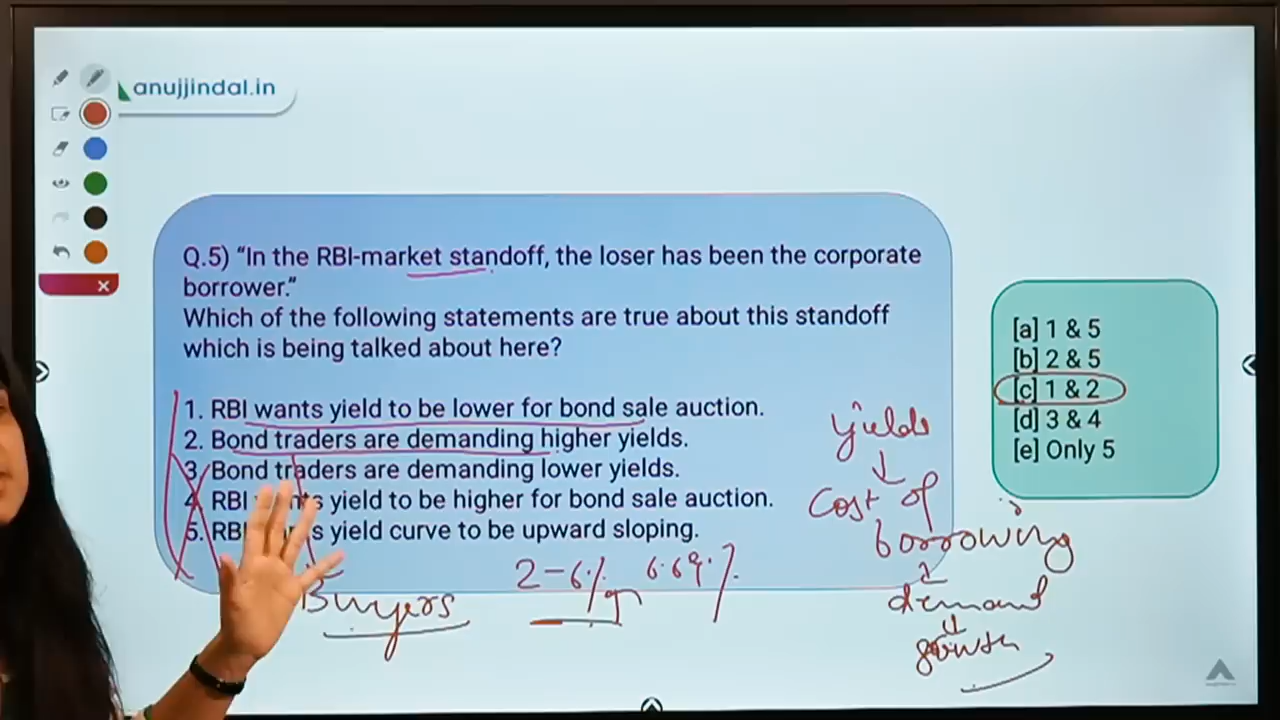 anujjindal.in
Q.5) “In the RBI-market standoff, the loser has been the corporate
borrower.”
Which of the following statements are true about this standoff
which is being talked about here?
1. RBI wants yield to be lower for bond sale auction.
2. Bond traders are demanding higher yields.
3. Bond traders are demanding lower yields.
4. RBI wants yield to be higher for bond sale auction.
5. RBI wants yield curve to be upward sloping.
[a] 1 & 5
[b] 2 & 5
[c] 1 & 2
[d] 3 & 4
[e] Only 5
yields
Cost of
borrowing
demand
growth
Buyers
2-6%
6.69%